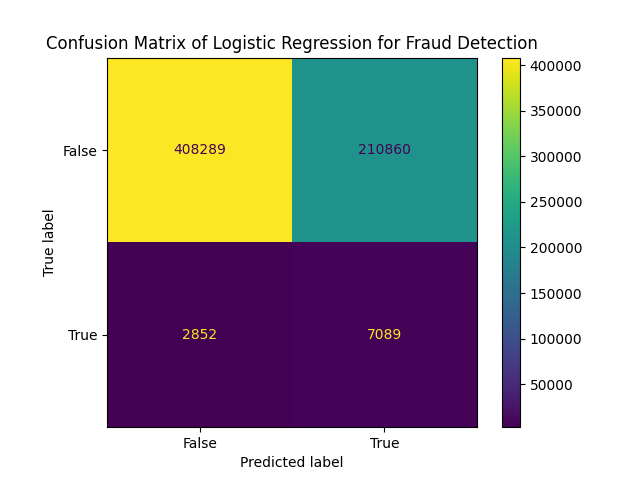 Confusion Matrix of Logistic Regression for Fraud Detection
True label
False
408289
210860
True
2852
7089
False
True
Predicted label
400000
350000
300000
250000
200000
150000
100000
50000